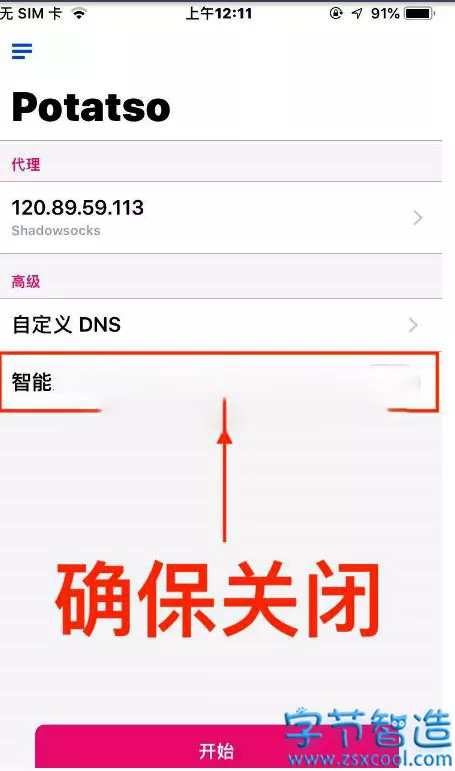 无 SIM 卡 上午12:11 91%
Potatso
代理
120.89.59.113
Shadowsocks
高级
自定义 DNS
智能
确保关闭
开始
字节智造
www.zsxcool.com